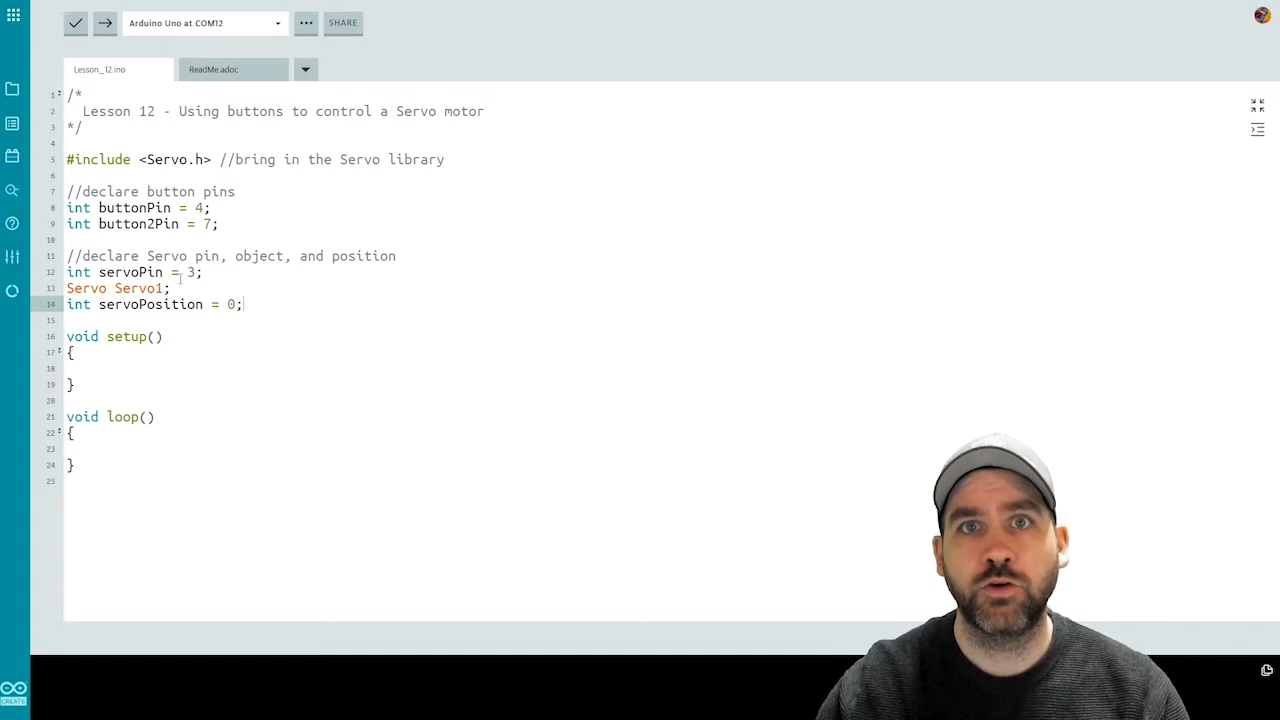 Arduino Uno at COM12
SHARE
Lesson_12.ino
ReadMe.adoc
1 /*
2 Lesson 12 - Using buttons to control a Servo motor
3 */
4
5 #include <Servo.h> //bring in the Servo library
6
7 //declare button pins
8 int buttonPin = 4;
9 int button2Pin = 7;
10
11 //declare Servo pin, object, and position
12 int servoPin = 3;
13 Servo Servo1;
14 int servoPosition = 0;
15
16 void setup()
17 {
18
19 }
20
21 void loop()
22 {
23
24 }
25
CREATE